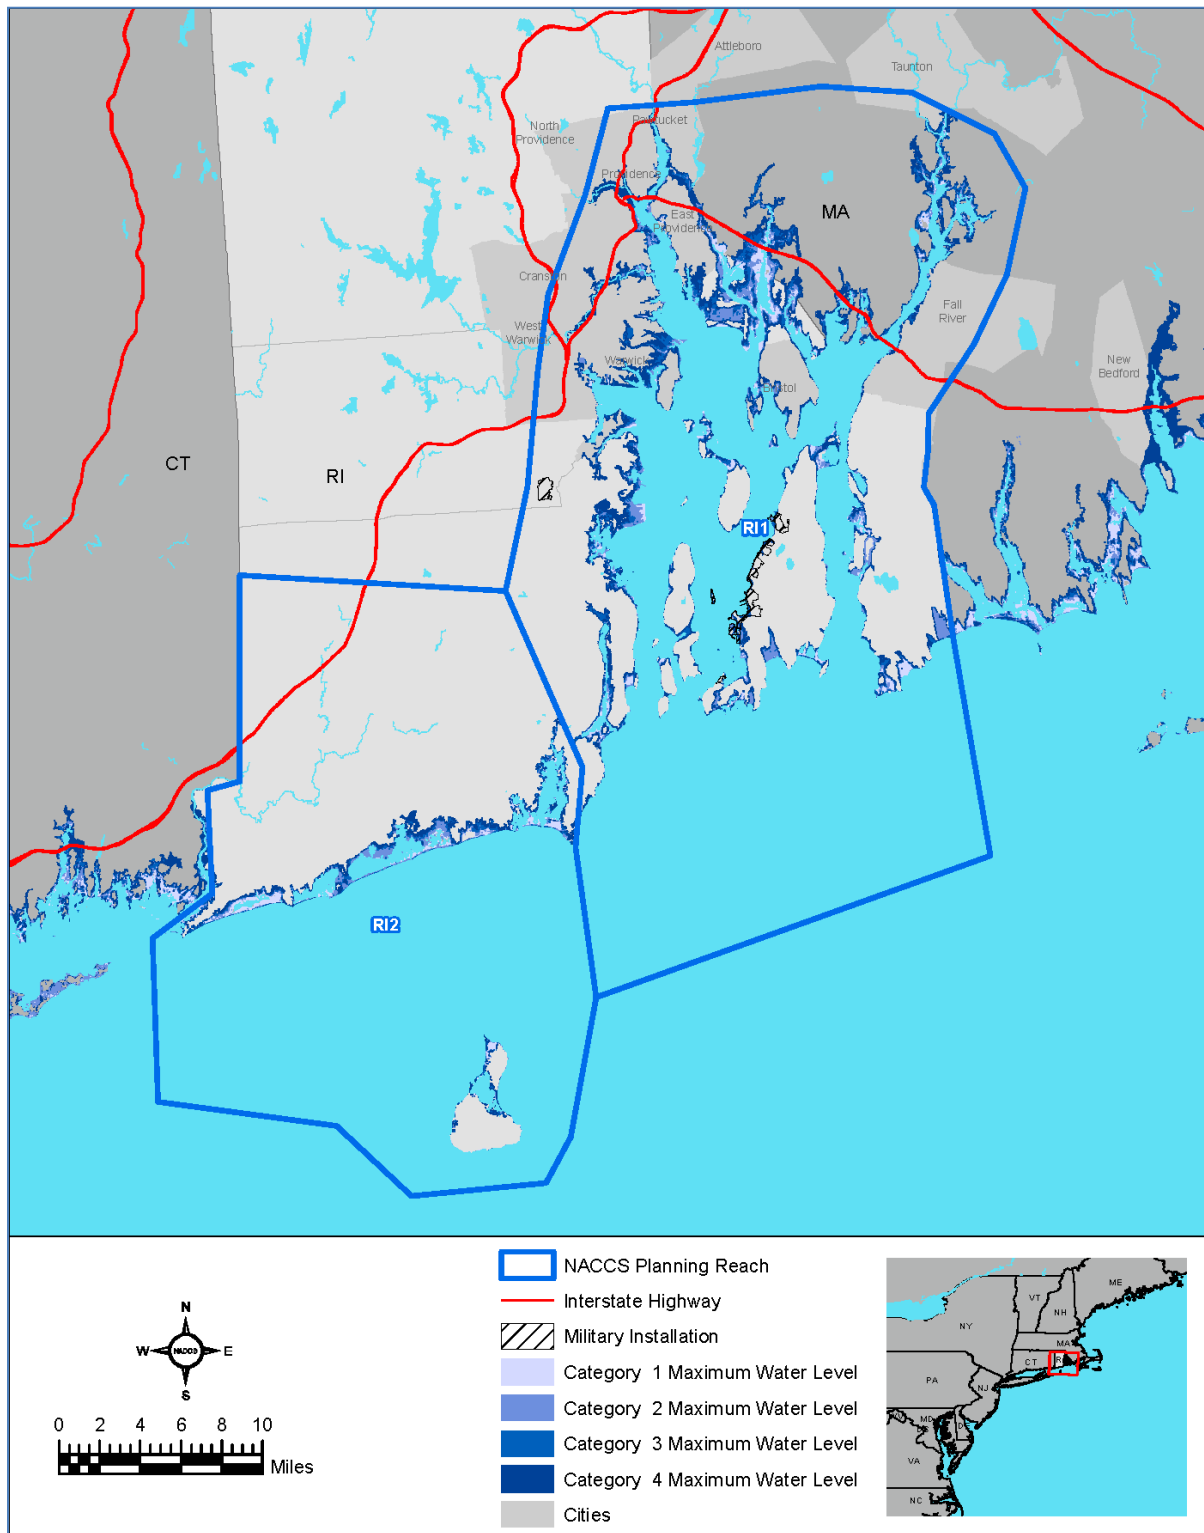 Attleboro
Taunton
North
Providence
Pawtucket
Providence
MA
East
Providence
Cranston
Fall
River
West
Warwick
Warwick
New
Bedford
Bristol
CT
RI
RI1
RI2
N
W
NACCS
E
S
0 2 4 6 8 10
Miles
NACCS Planning Reach
Interstate Highway
Military Installation
Category 1 Maximum Water Level
Category 2 Maximum Water Level
Category 3 Maximum Water Level
Category 4 Maximum Water Level
Cities
ME
VT
NH
NY
MA
CT
PA
NJ
MD
VA
NC